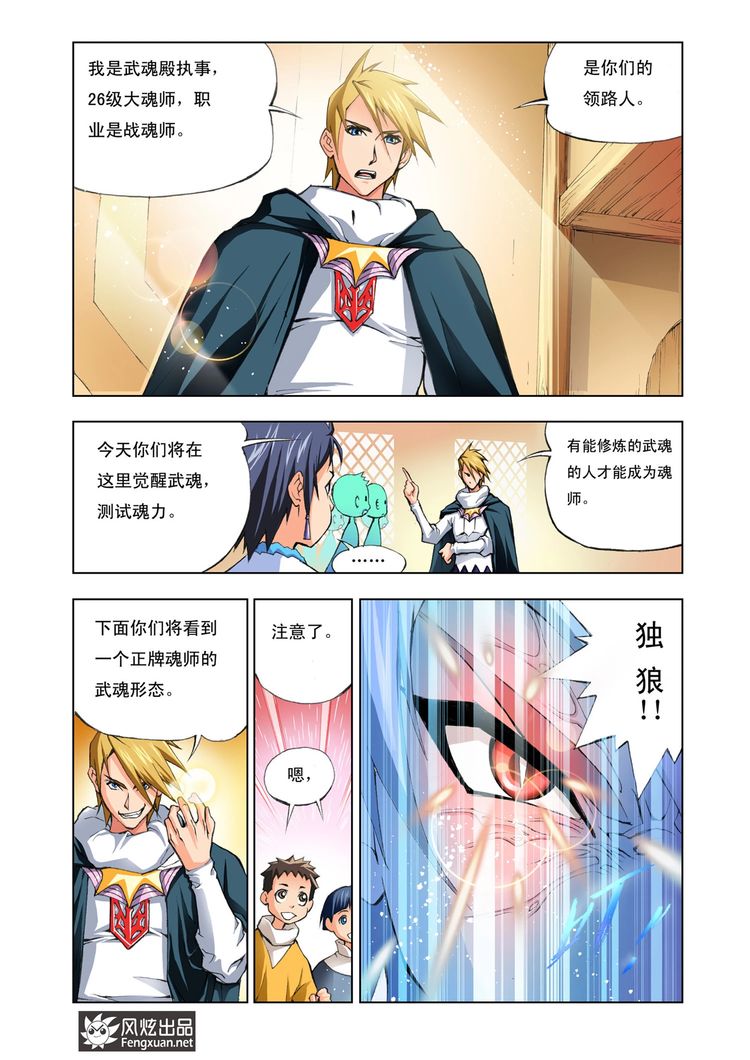 我是武魂殿执事，
26级大魂师，职
业是战魂师。
是你们的
领路人。
今天你们将在
这里觉醒武魂，
测试魂力。
……
有能修炼的武魂
的人才能成为魂
师。
下面你们将看到
一个正牌魂师的
武魂形态。
注意了。
嗯，
独
狼!!
风炫出品
Fengxuan.net